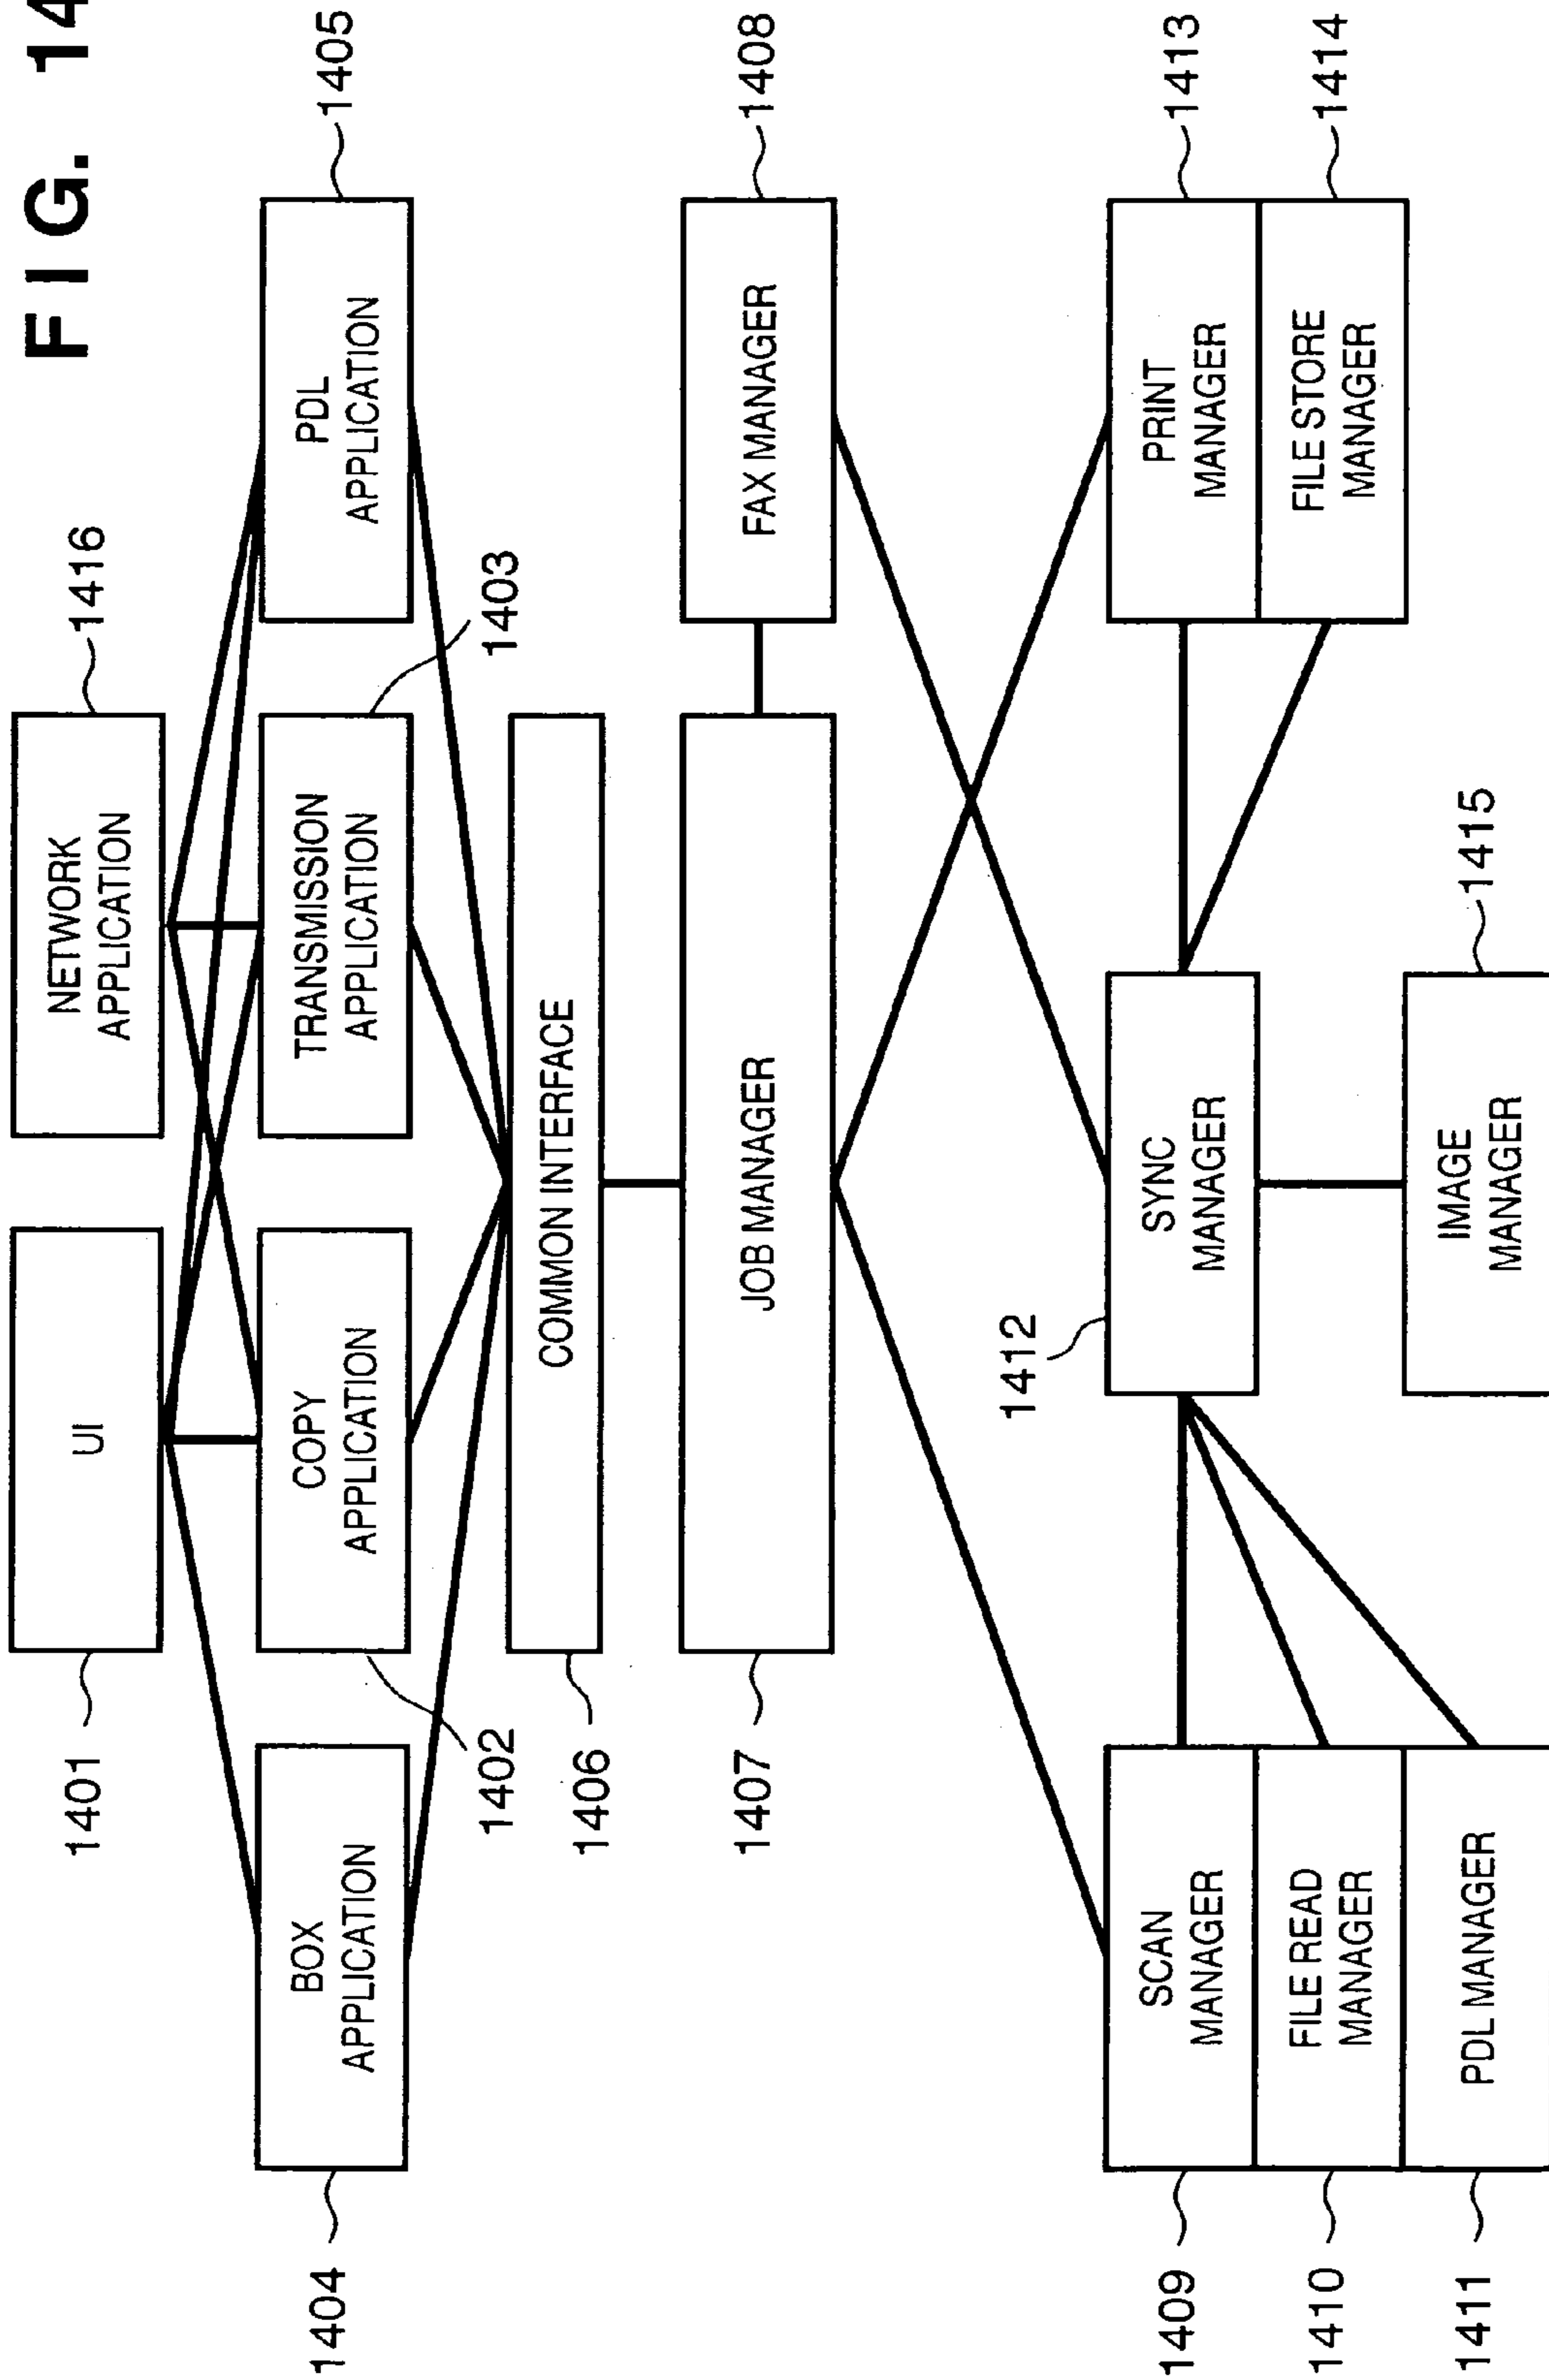 FIG. 14
1401
UI
NETWORK
APPLICATION
1416
1404
BOX
APPLICATION
1402
COPY
APPLICATION
TRANSMISSION
APPLICATION
1403
PDL
APPLICATION
1405
1406
COMMON INTERFACE
1407
JOB MANAGER
FAX MANAGER
1408
1409
SCAN
MANAGER
1410
FILE READ
MANAGER
1411
PDL MANAGER
1412
SYNC
MANAGER
IMAGE
MANAGER
1415
PRINT
MANAGER
1413
FILE STORE
MANAGER
1414